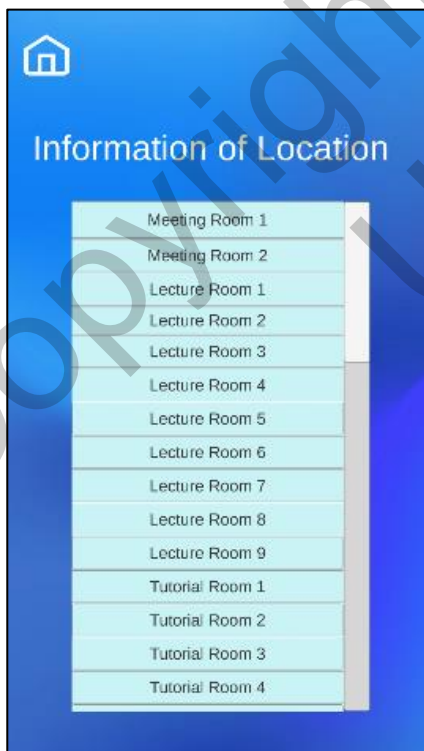 Information of Location
Meeting Room 1
Meeting Room 2
Lecture Room 1
Lecture Room 2
Lecture Room 3
Lecture Room 4
Lecture Room 5
Lecture Room 6
Lecture Room 7
Lecture Room 8
Lecture Room 9
Tutorial Room 1
Tutorial Room 2
Tutorial Room 3
Tutorial Room 4